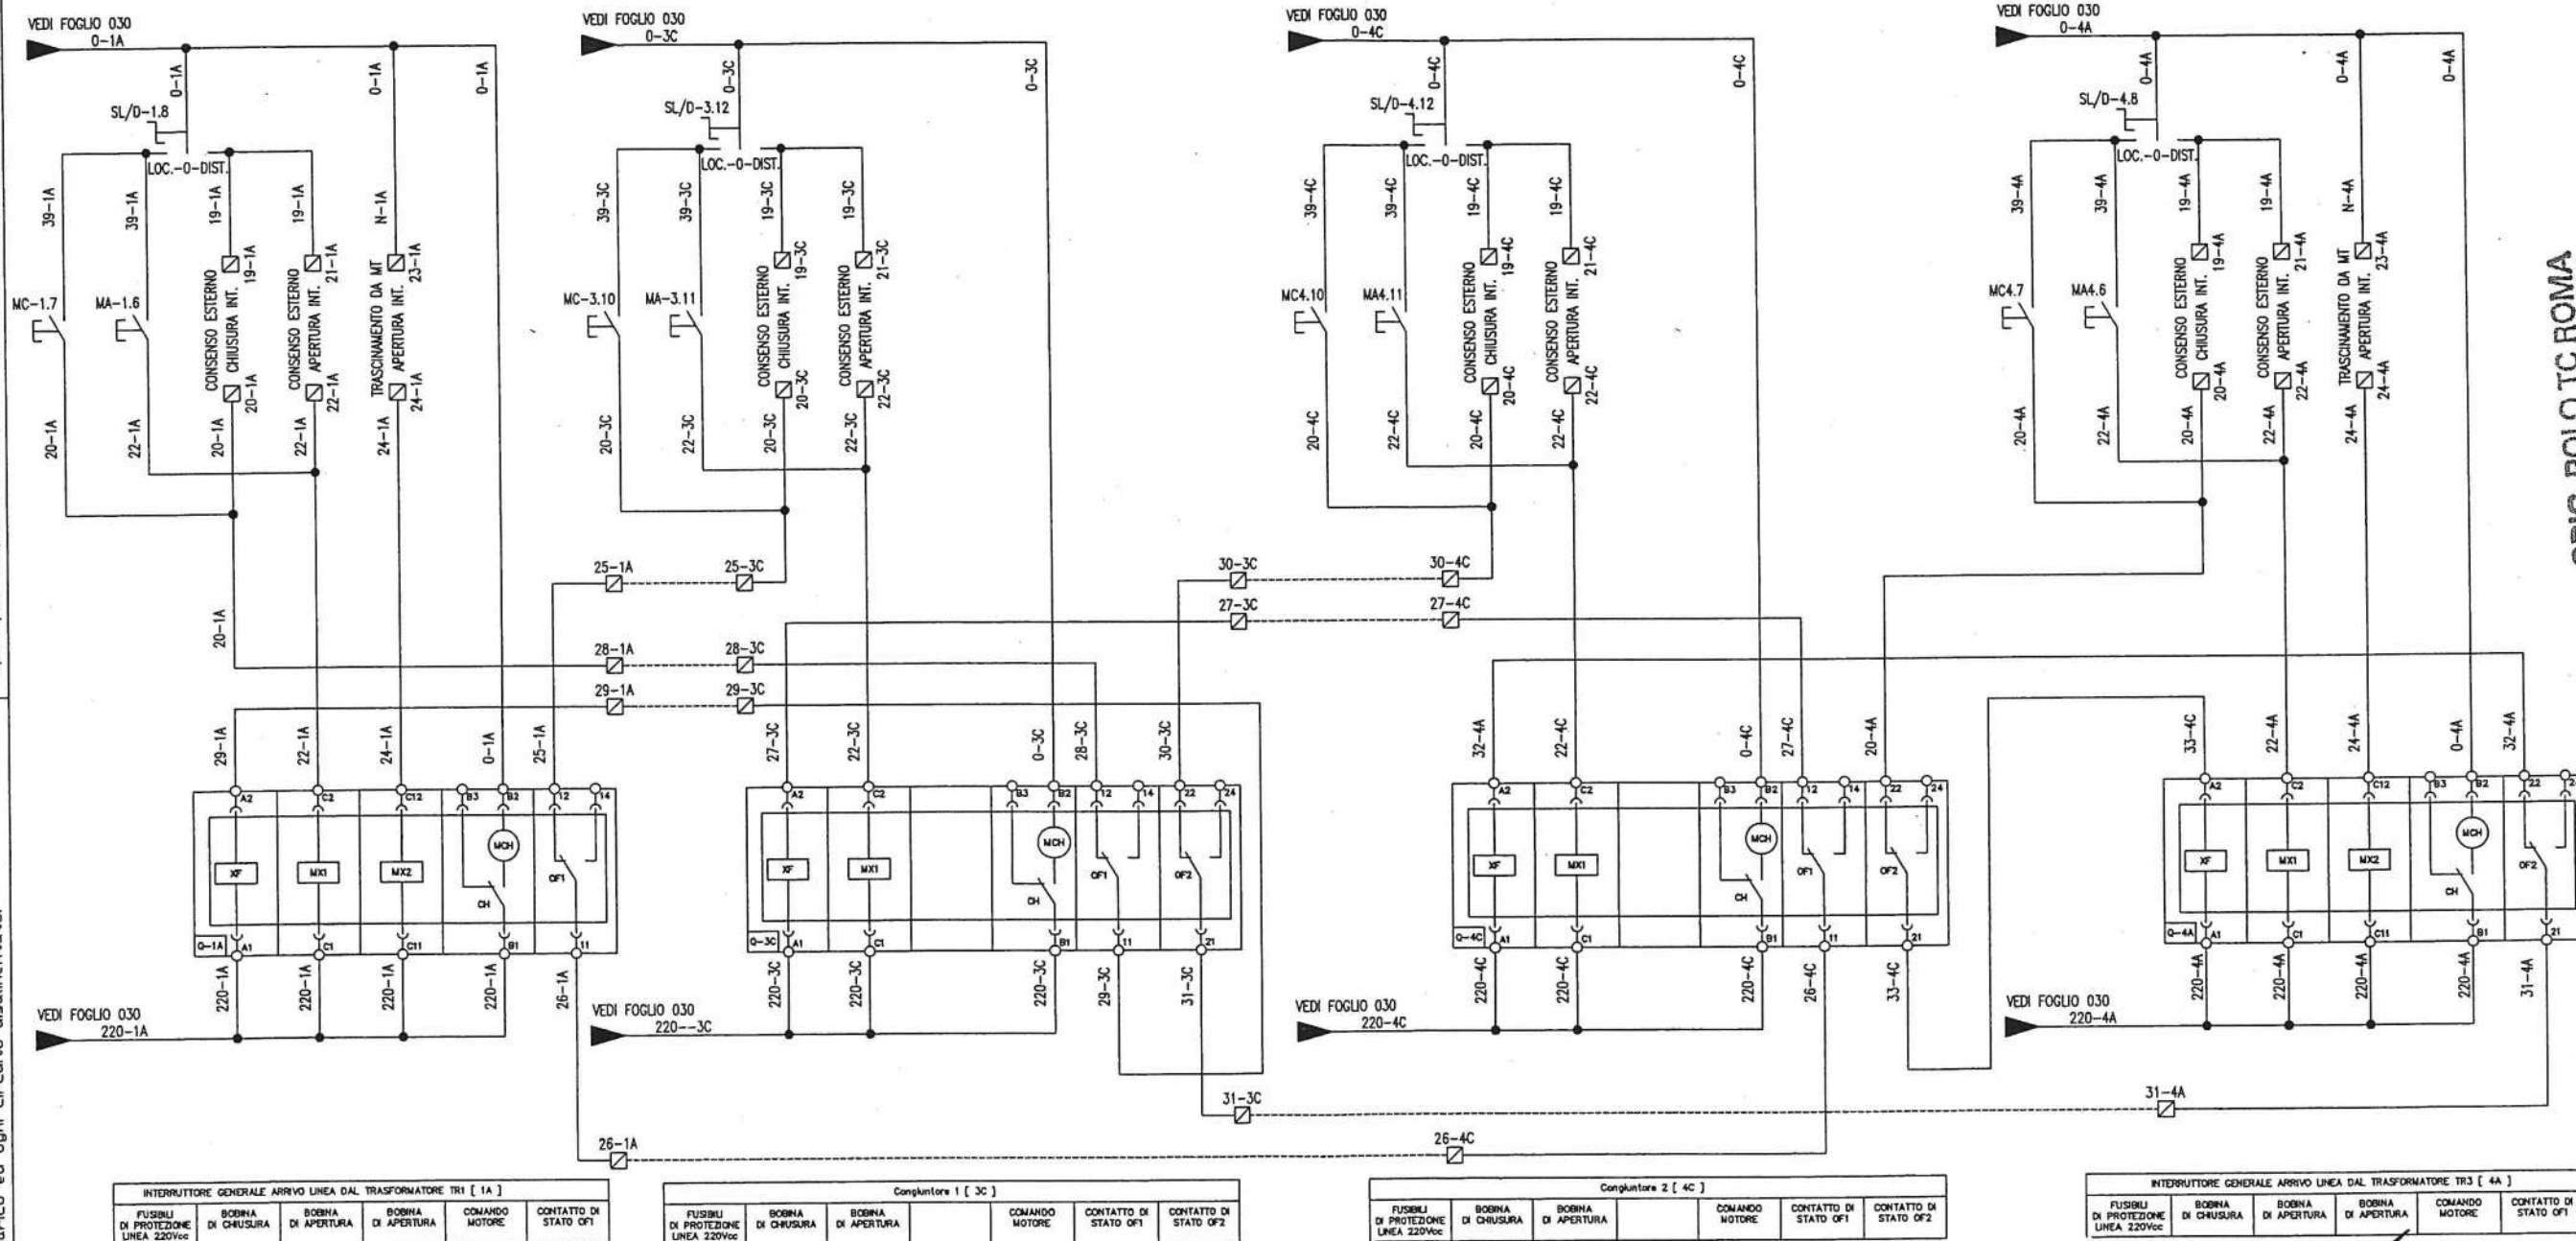 VEDI FOGLIO 030
0-1A
VEDI FOGLIO 030
0-3C
VEDI FOGLIO 030
0-4C
VEDI FOGLIO 030
0-4A
0-1A
0-1A
0-1A
0-3C
0-3C
0-4C
0-4C
0-4A
0-4A
0-4A
SL/D-1.8
SL/D-3.12
SL/D-4.12
SL/D-4.8
LOC.-0-DIST.
LOC.-0-DIST.
LOC.-0-DIST.
LOC.-0-DIST.
39-1A
39-1A
19-1A
19-1A
N-1A
39-3C
39-3C
19-3C
19-3C
39-4C
39-4C
19-4C
19-4C
39-4A
39-4A
19-4A
19-4A
N-4A
MC-1.7
MA-1.6
CONSENSO ESTERNO
CHIUSURA INT.
19-1A
20-1A
CONSENSO ESTERNO
APERTURA INT.
21-1A
22-1A
TRASCINAMENTO DA MT
APERTURA INT.
23-1A
24-1A
MC-3.10
MA-3.11
CONSENSO ESTERNO
CHIUSURA INT.
19-3C
20-3C
CONSENSO ESTERNO
APERTURA INT.
21-3C
22-3C
MC4.10
MA4.11
CONSENSO ESTERNO
CHIUSURA INT.
19-4C
20-4C
CONSENSO ESTERNO
APERTURA INT.
21-4C
22-4C
MC4.7
MA4.6
CONSENSO ESTERNO
CHIUSURA INT.
19-4A
20-4A
CONSENSO ESTERNO
APERTURA INT.
21-4A
22-4A
TRASCINAMENTO DA MT
APERTURA INT.
23-4A
24-4A
POLO TC ROMA
20-1A
22-1A
20-1A
22-1A
24-1A
20-3C
22-3C
20-3C
22-3C
20-4C
22-4C
20-4C
22-4C
20-4A
22-4A
20-4A
22-4A
24-4A
25-1A
25-3C
30-3C
30-4C
27-3C
27-4C
20-1A
28-1A
28-3C
29-1A
29-3C
29-1A
22-1A
24-1A
0-1A
25-1A
27-3C
22-3C
0-3C
28-3C
30-3C
32-4A
22-4C
0-4C
27-4C
20-4A
33-4C
22-4A
24-4A
0-4A
32-4A
A2
C2
C12
B3
B2
12
14
A2
C2
B3
B2
12
14
22
24
A2
C2
B3
B2
12
14
22
24
A2
C2
C12
B3
B2
22
XF
MX1
MX2
MCH
CH
OF1
XF
MX1
MCH
CH
OF1
OF2
XF
MX1
MCH
CH
OF1
OF2
XF
MX1
MX2
MCH
CH
OF2
Q-1A
A1
C1
C11
B1
11
Q-3C
A1
C1
B1
11
21
Q-4C
A1
C1
B1
11
21
Q-4A
A1
C1
C11
B1
21
220-1A
220-1A
220-1A
220-1A
26-1A
220-3C
220-3C
220-3C
29-3C
31-3C
220-4C
220-4C
220-4C
26-4C
33-4C
220-4A
220-4A
220-4A
220-4A
31-4A
VEDI FOGLIO 030
220-1A
VEDI FOGLIO 030
220--3C
VEDI FOGLIO 030
220-4C
VEDI FOGLIO 030
220-4A
31-3C
31-4A
26-1A
26-4C
INTERRUTTORE GENERALE ARRIVO LINEA DAL TRASFORMATORE TR1 [ 1A ]
FUSIBILI DI PROTEZIONE LINEA 220Vcc
BOBINA DI CHIUSURA
BOBINA DI APERTURA
BOBINA DI APERTURA
COMANDO MOTORE
CONTATTO DI STATO OF1
Congiuntore 1 [ 3C ]
FUSIBILI DI PROTEZIONE LINEA 220Vcc
BOBINA DI CHIUSURA
BOBINA DI APERTURA
COMANDO MOTORE
CONTATTO DI STATO OF1
CONTATTO DI STATO OF2
Congiuntore 2 [ 4C ]
FUSIBILI DI PROTEZIONE LINEA 220Vcc
BOBINA DI CHIUSURA
BOBINA DI APERTURA
COMANDO MOTORE
CONTATTO DI STATO OF1
CONTATTO DI STATO OF2
INTERRUTTORE GENERALE ARRIVO LINEA DAL TRASFORMATORE TR3 [ 4A ]
FUSIBILI DI PROTEZIONE LINEA 220Vcc
BOBINA DI CHIUSURA
BOBINA DI APERTURA
BOBINA DI APERTURA
COMANDO MOTORE
CONTATTO DI STATO OF1